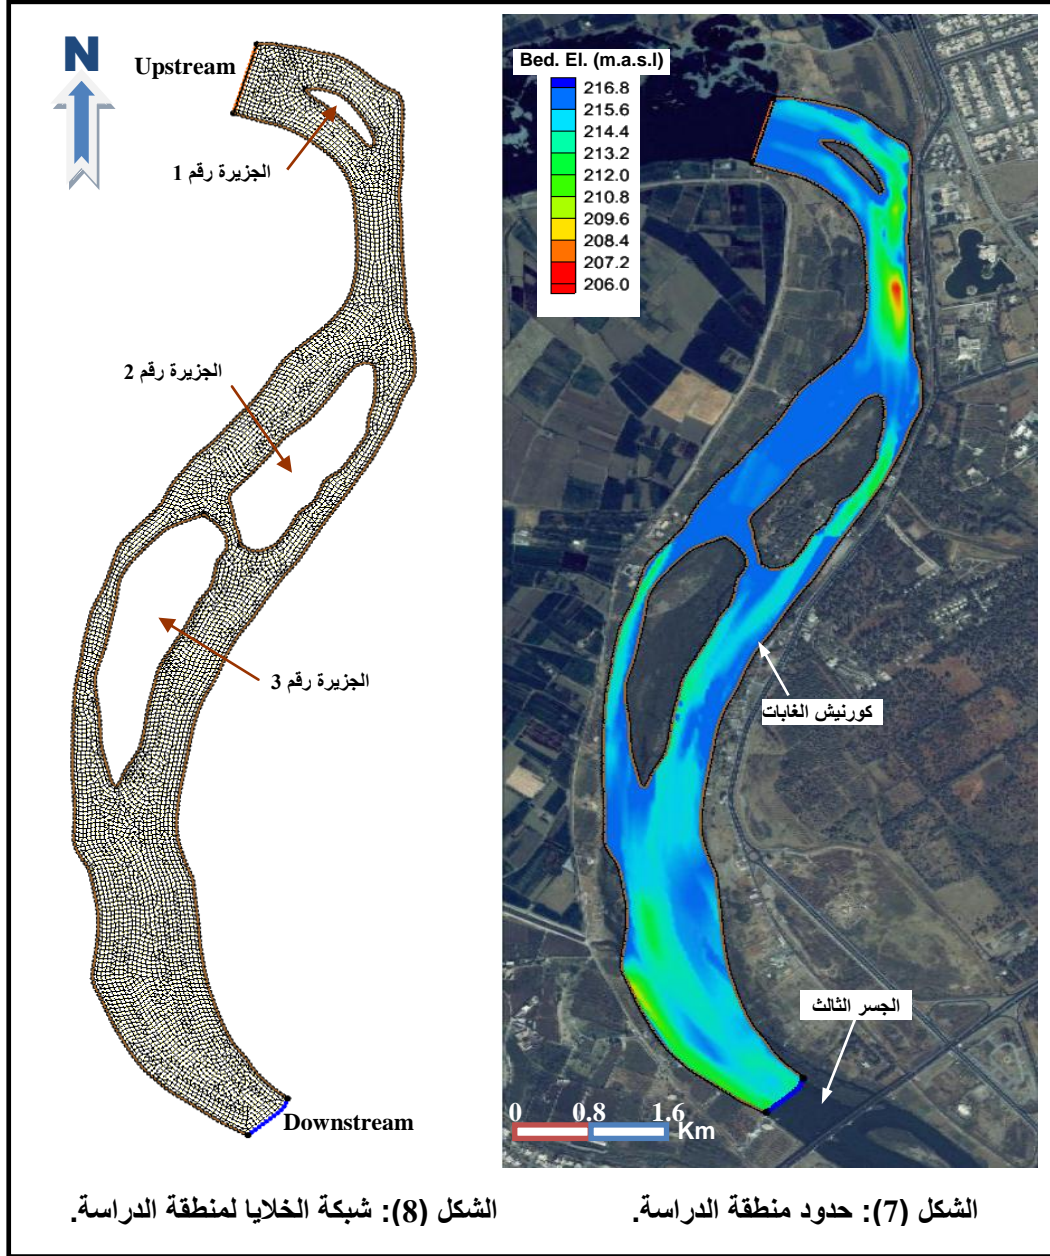 N
Upstream
الجزيرة رقم 1
الجزيرة رقم 2
الجزيرة رقم 3
Downstream
Bed. El. (m.a.s.l)
216.8
215.6
214.4
213.2
212.0
210.8
209.6
208.4
207.2
206.0
كورنيش الغابات
الجسر الثالث
0 0.8 1.6
Km
الشكل (7): حدود منطقة الدراسة.
الشكل (8): شبكة الخلايا لمنطقة الدراسة.